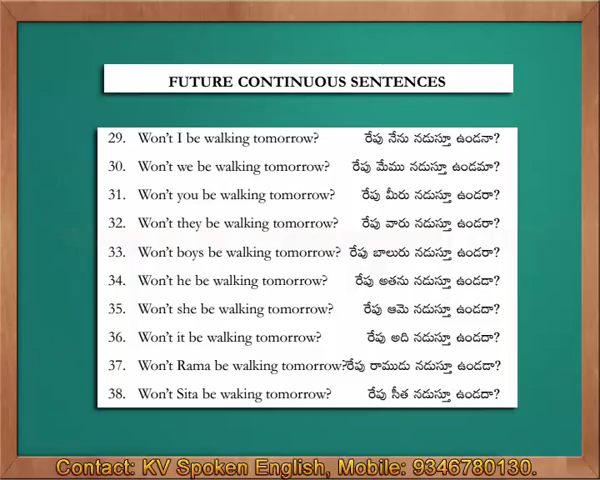 FUTURE CONTINUOUS SENTENCES
29. Won't I be walking tomorrow? రేపు నేను నడుస్తూ ఉండనా?
30. Won't we be walking tomorrow? రేపు మేము నడుస్తూ ఉండమా?
31. Won't you be walking tomorrow? రేపు మీరు నడుస్తూ ఉండరా?
32. Won't they be walking tomorrow? రేపు వారు నడుస్తూ ఉండరా?
33. Won't boys be walking tomorrow? రేపు బాలురు నడుస్తూ ఉండరా?
34. Won't he be walking tomorrow? రేపు అతను నడుస్తూ ఉండడా?
35. Won't she be walking tomorrow? రేపు ఆమె నడుస్తూ ఉండదా?
36. Won't it be walking tomorrow? రేపు అది నడుస్తూ ఉండదా?
37. Won't Rama be walking tomorrow? రేపు రాముడు నడుస్తూ ఉండడా?
38. Won't Sita be waking tomorrow? రేపు సీత నడుస్తూ ఉండదా?
Contact: KV Spoken English, Mobile: 9346780130.